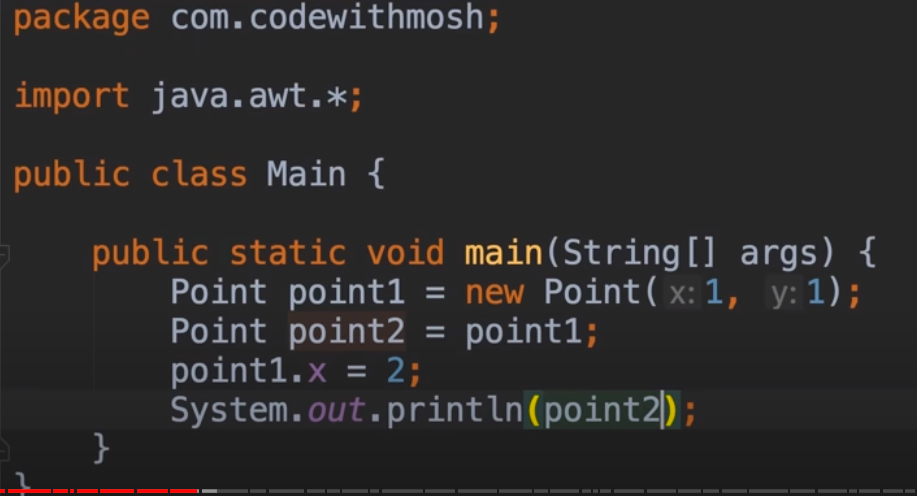 package com.codewithmosh;
import java.awt.*;
public class Main {
public static void main(String[] args) {
Point point1 = new Point( x: 1, y: 1);
Point point2 = point1;
point1.x = 2;
System.out.println(point2);
}
}